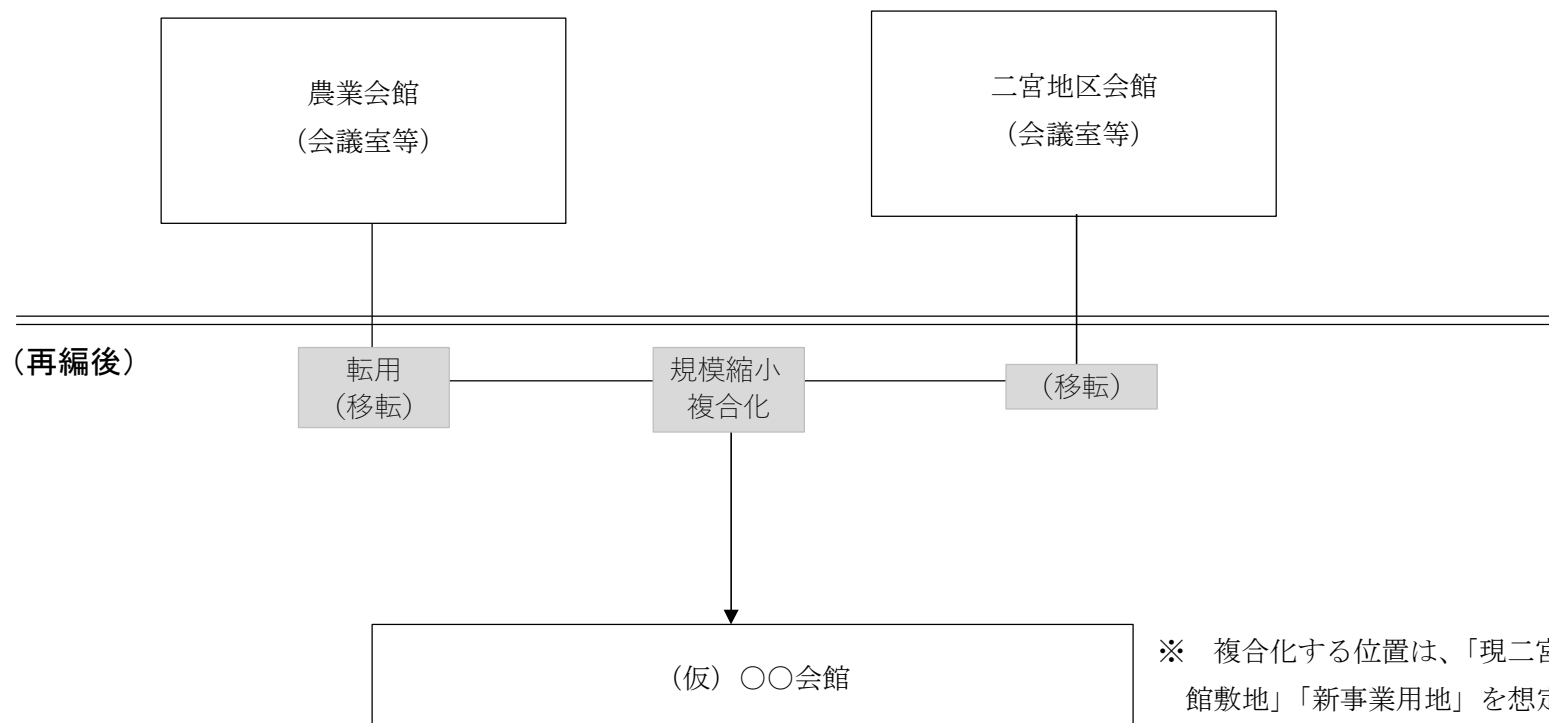 農業会館
（会議室等）
二宮地区会館
（会議室等）
（再編後）
転用
（移転）
規模縮小
複合化
（移転）
（仮）○○会館
※　複合化する位置は、「現二宮
館敷地」「新事業用地」を想定